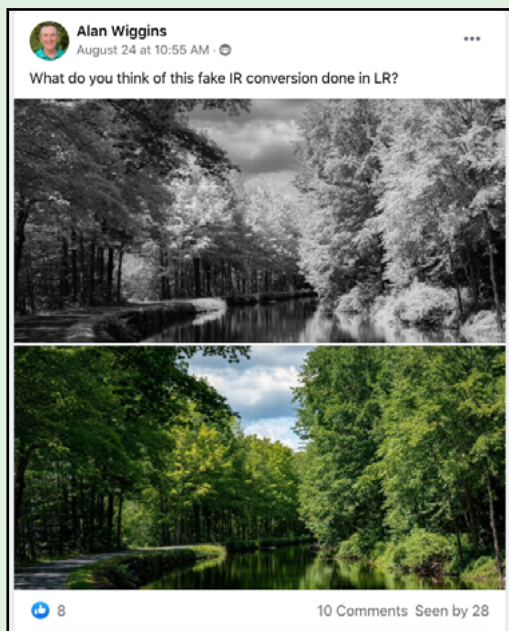 Alan Wiggins
August 24 at 10:55 AM ·
What do you think of this fake IR conversion done in LR?
8
10 Comments Seen by 28